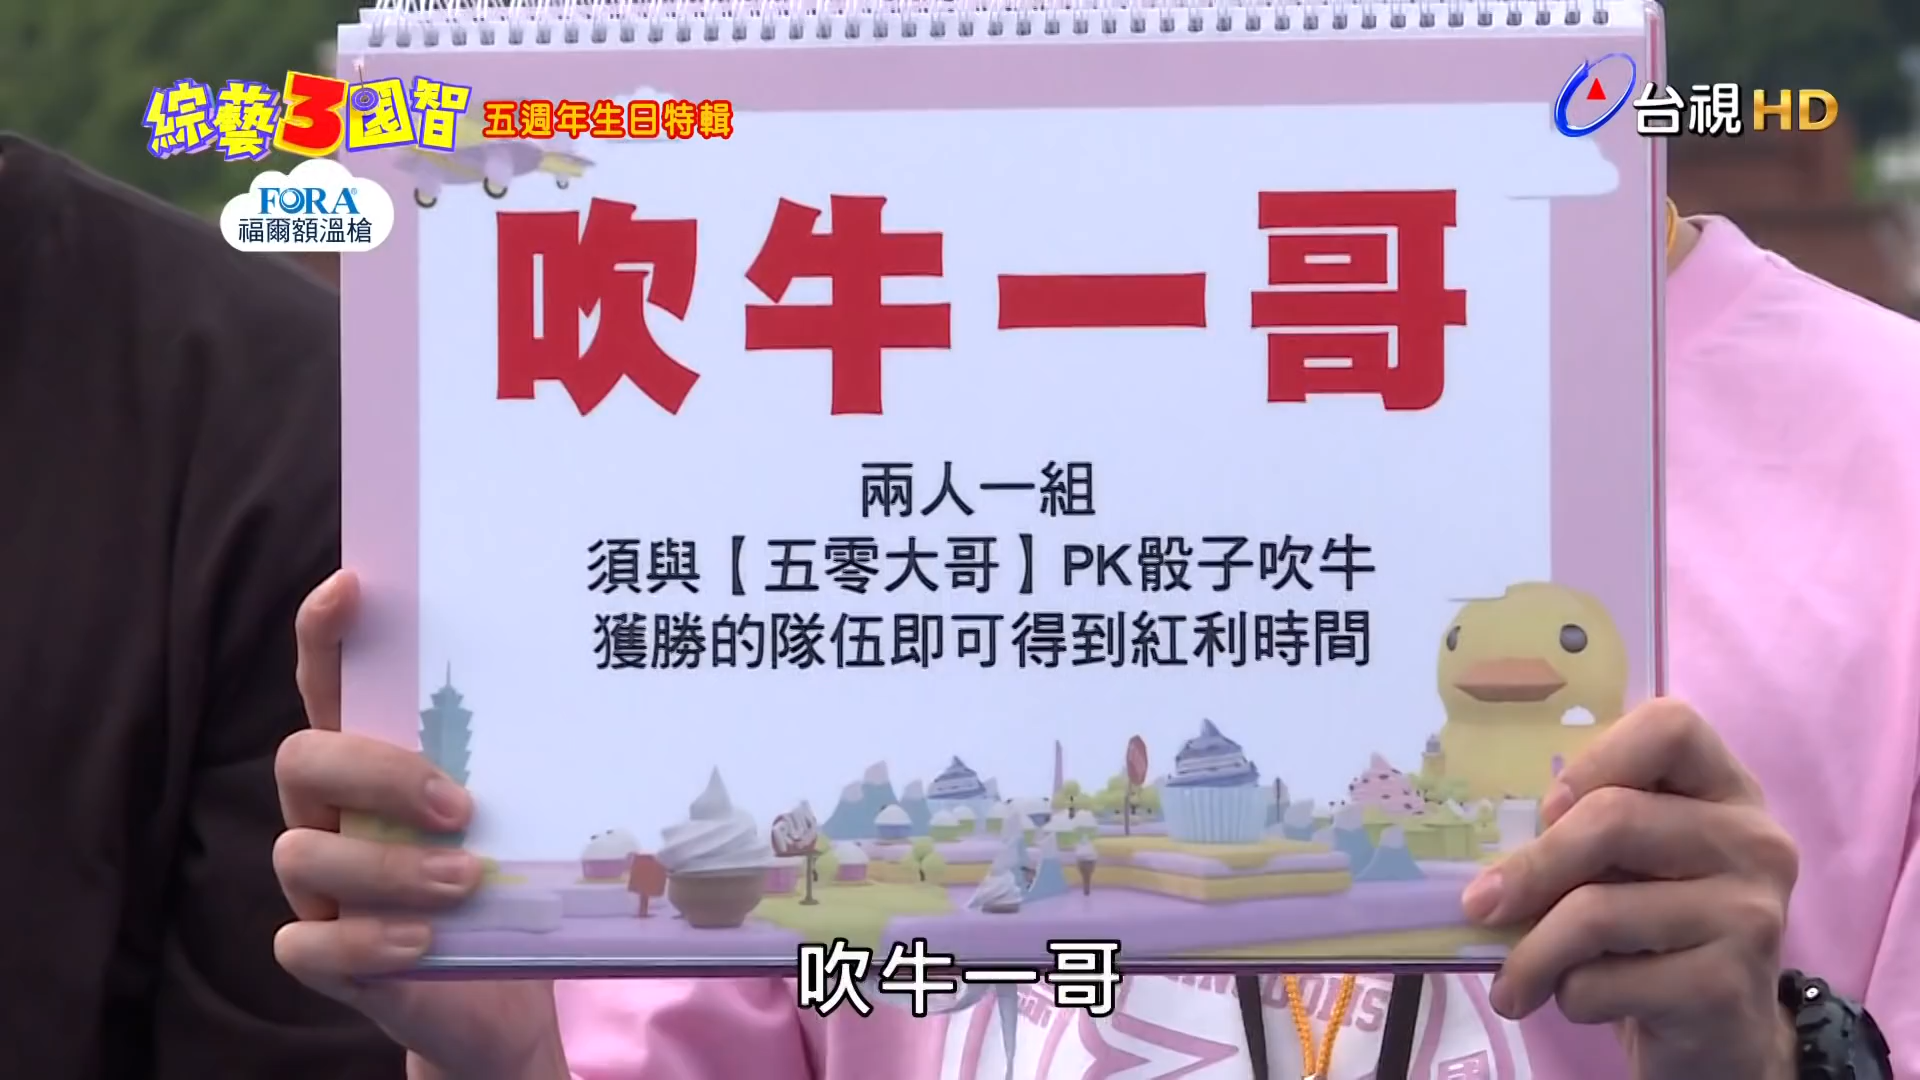 綜藝3國智 五週年生日特輯
台視HD
FORA
福爾額溫槍
吹牛一哥
兩人一組
須與【五零大哥】PK骰子吹牛
獲勝的隊伍即可得到紅利時間
RUN
吹牛一哥